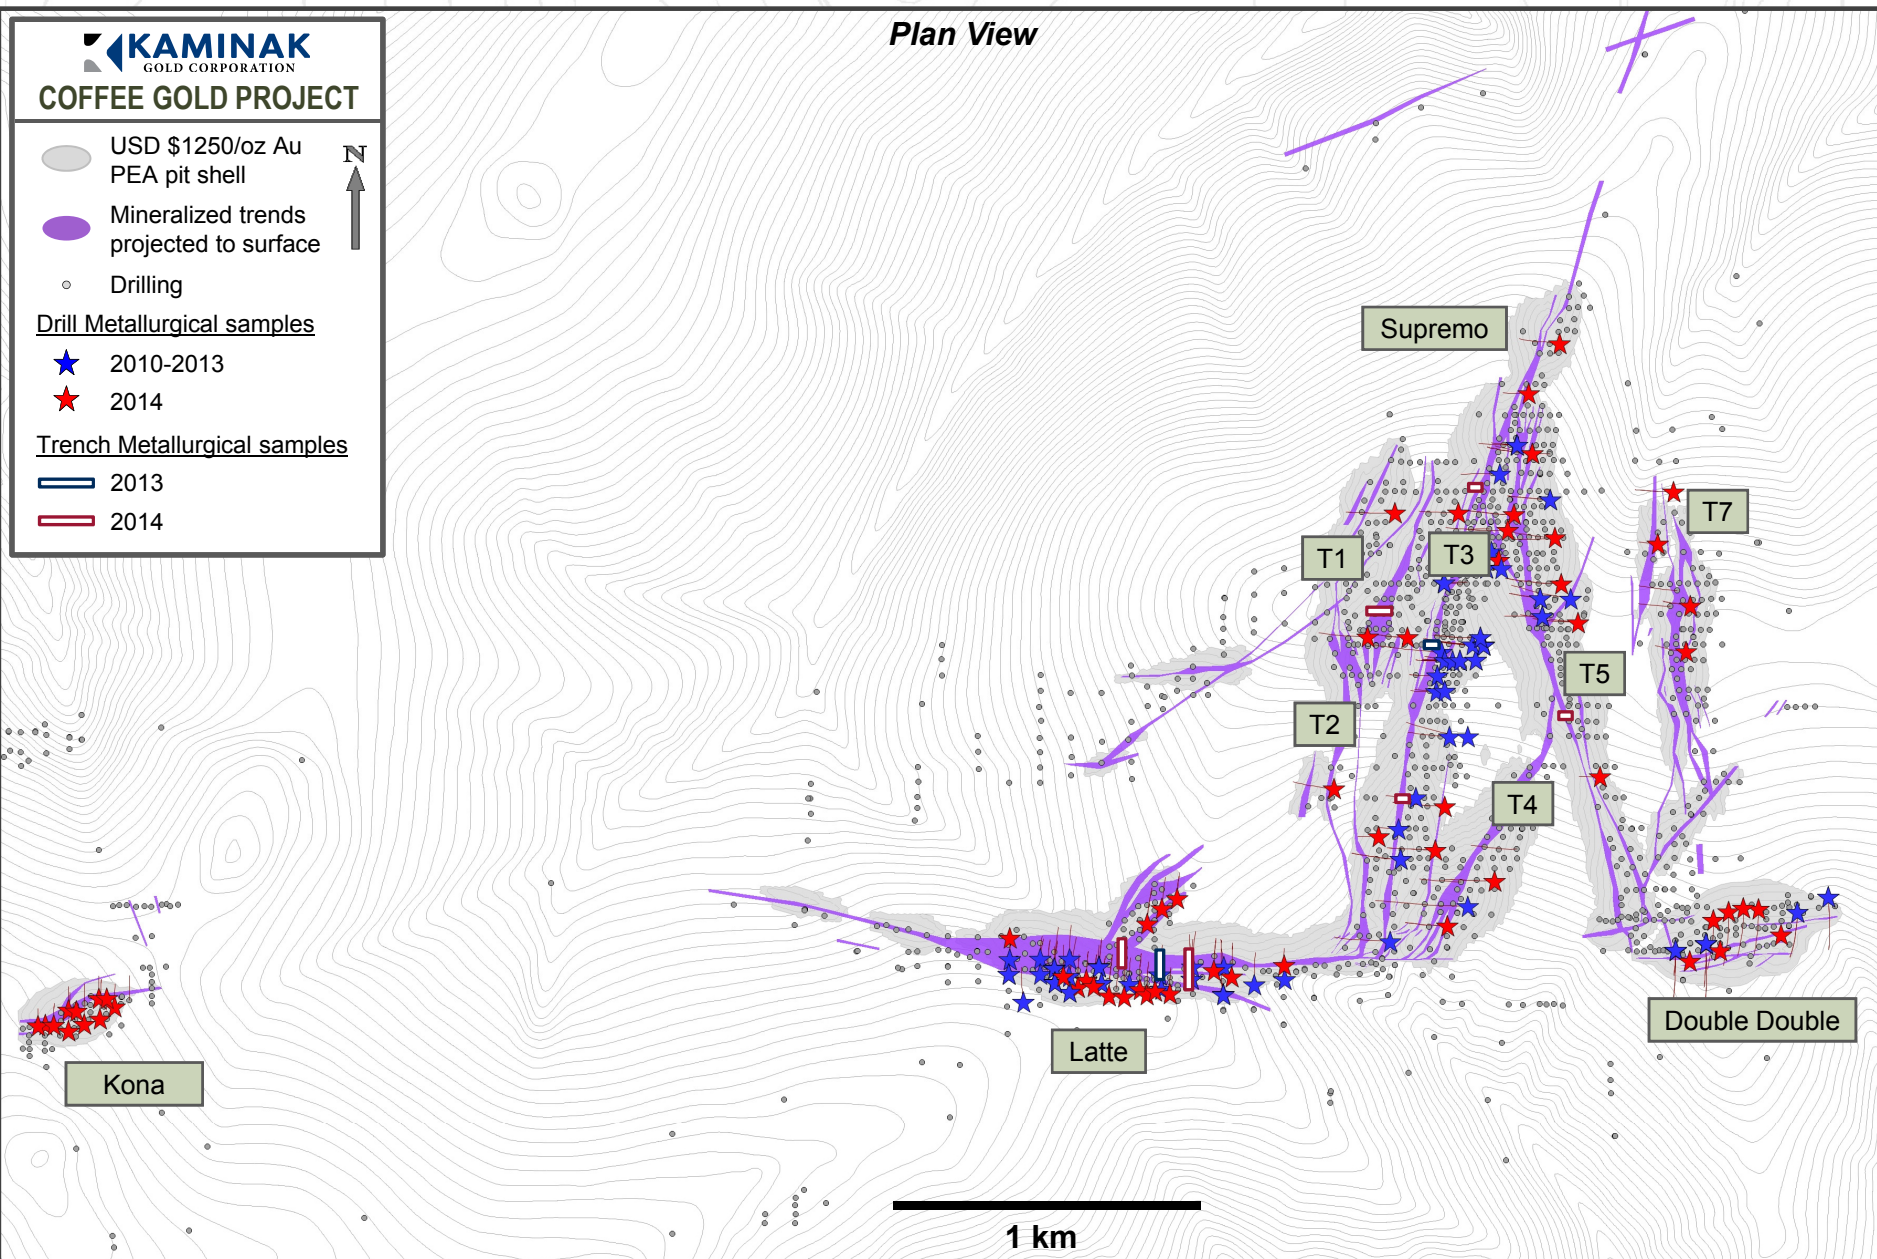 Plan View
KAMINAK
GOLD CORPORATION
COFFEE GOLD PROJECT
USD $1250/oz Au
PEA pit shell
N
Mineralized trends
projected to surface
Drilling
Drill Metallurgical samples
2010-2013
2014
Trench Metallurgical samples
2013
2014
Supremo
T7
T1
T3
T5
T2
T4
Double Double
Latte
Kona
1 km